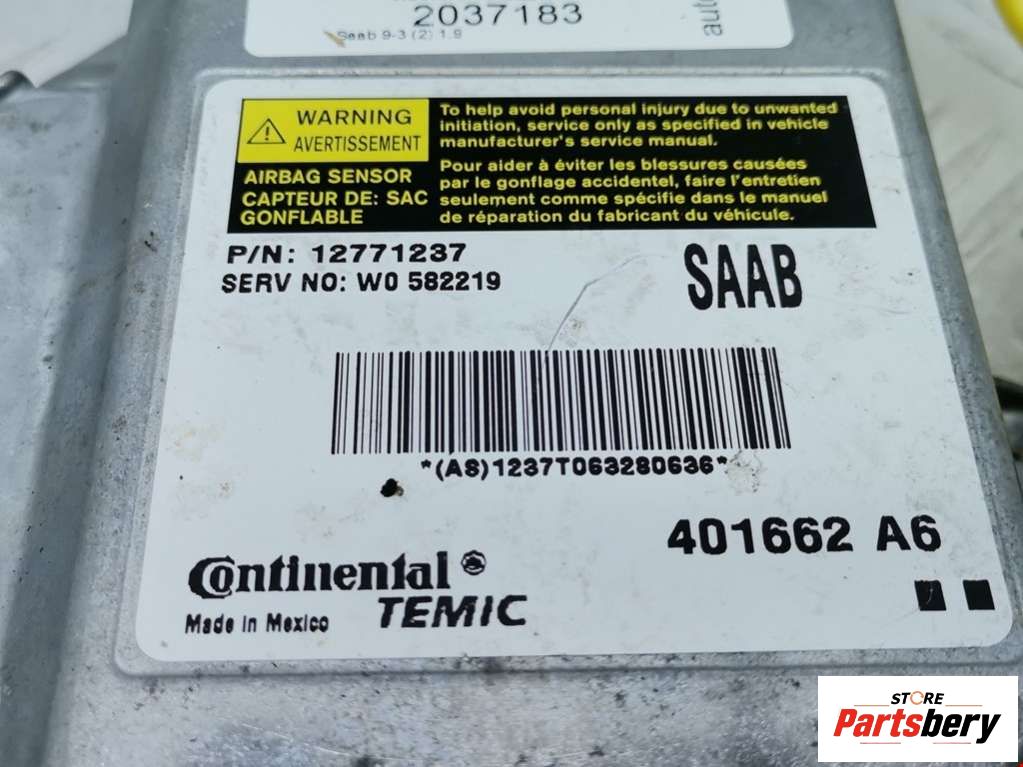 2037183
Saab 9-3 (2) 1.9
auto
WARNING
AVERTISSEMENT
AIRBAG SENSOR
CAPTEUR DE: SAC
GONFLABLE
To help avoid personal injury due to unwanted
initiation, service only as specified in vehicle
manufacturer's service manual.
Pour aider à éviter les blessures causées
par le gonflage accidentel, faire l'entretien
seulement comme spécifie dans le manuel
de réparation du fabricant du véhicule.
P/N: 12771237
SERV NO: W0 582219
SAAB
*(AS)1237T063280636*
401662 A6
Continental
TEMIC
Made in Mexico
STORE
Partsbery